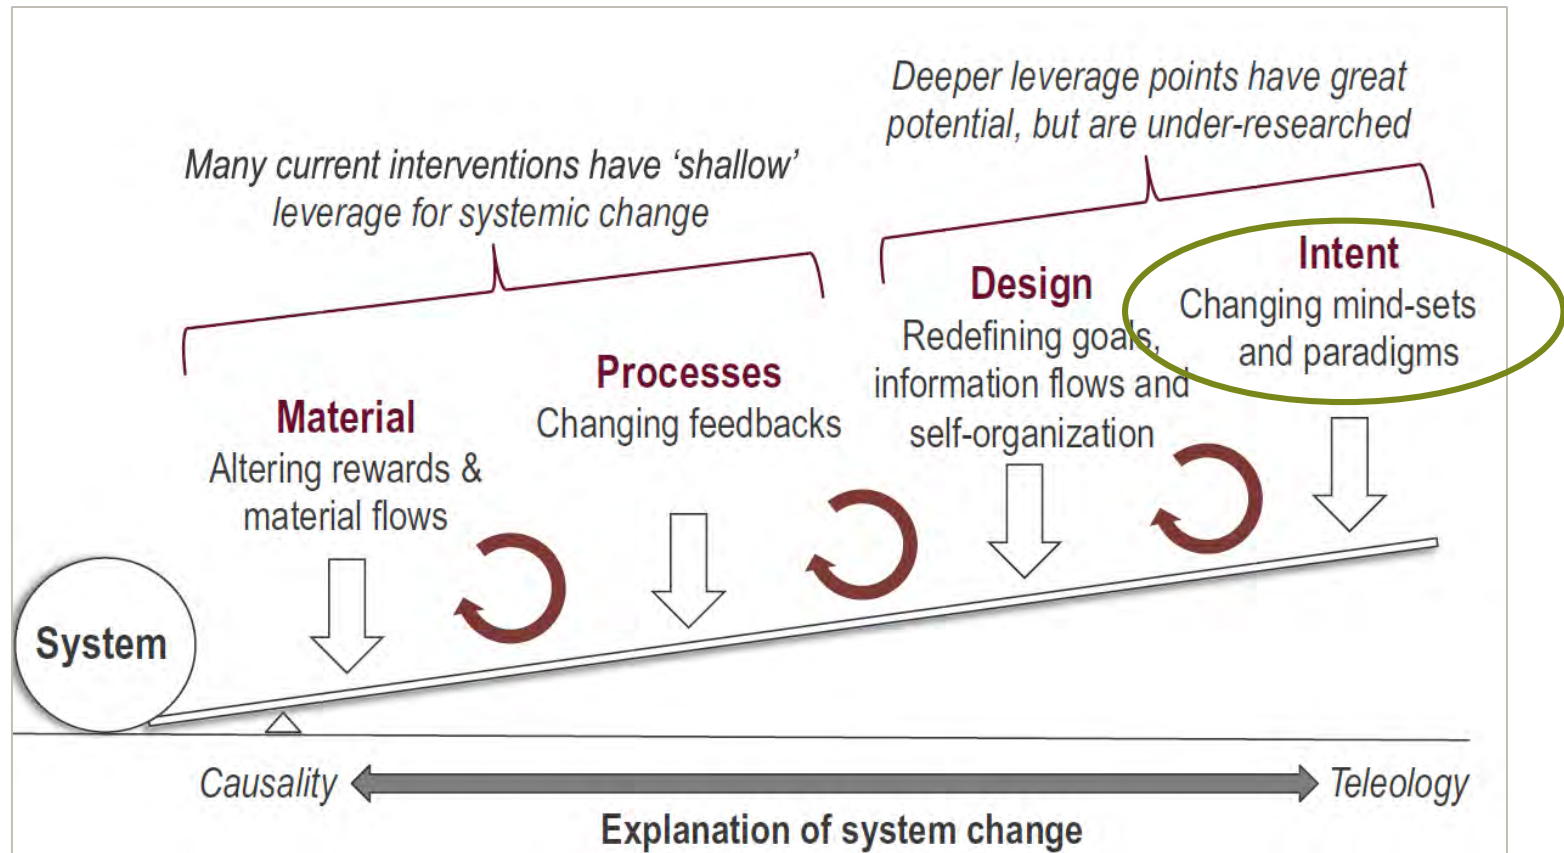 Deeper leverage points have great
potential, but are under-researched
Many current interventions have ‘shallow’
leverage for systemic change
Intent
Changing mind-sets
and paradigms
Design
Redefining goals,
information flows and
self-organization
Processes
Changing feedbacks
Material
Altering rewards &
material flows
System
Causality
Teleology
Explanation of system change